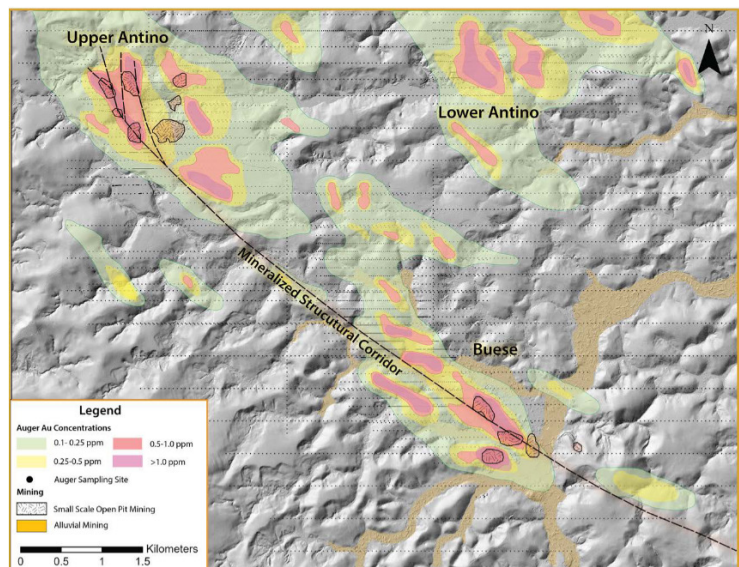 Upper Antino
N
Lower Antino
Mineralized Strucutural Corridor
Buese
Legend
Auger Au Concentrations
0.1- 0.25 ppm
0.5-1.0 ppm
0.25-0.5 ppm
>1.0 ppm
Auger Sampling Site
Mining
Small Scale Open Pit Mining
Alluvial Mining
Kilometers
0 0.5 1 1.5